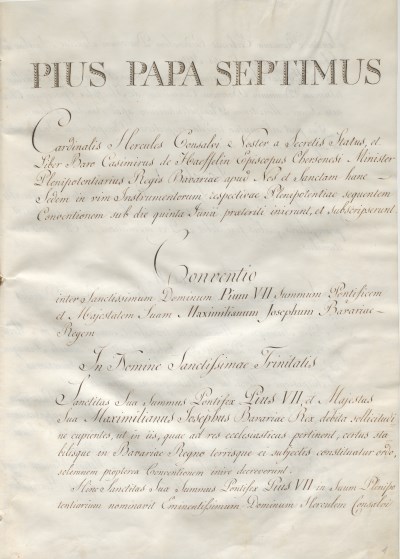 PIUS PAPA SEPTIMUS
Cardinalis Hercules Consalvi Noster a Secretis Status, et
Liber Baro Casimirus de Haeffelin Episcopus Chersonesi Minister
Plenipotentiarius Regis Bavariae apud Nos et Sanctam hanc
Sedem in vim Instrumentorum respectivae Plenipotentiae sequentem
Conventionem sub die quinta Junii praeteriti inierunt, et subscripserunt.
Conventio
inter Sanctissimum Dominum Pium VII Summum Pontificem
et Majestatem Suam Maximilianum Josephum Bavariae
Regem
In Nomine Sanctissimae Trinitatis
Sanctitas Sua Summus Pontifex Pius VII, et Majestas
Sua Maximilianus Josephus Bavariae Rex debita sollicitudi
ne cupientes, ut in iis, quae ad res ecclesiasticas pertinent, certus sta
bilisque in Bavariae Regno terrisque ei subjectis constituatur ordo,
solemnem propterea Conventionem inire decreverunt.
Hinc Sanctitas Sua Summus Pontifex Pius VII in Suum Plenipo
tentiarium nominavit Eminentissimum Dominum Herculem Consalvi